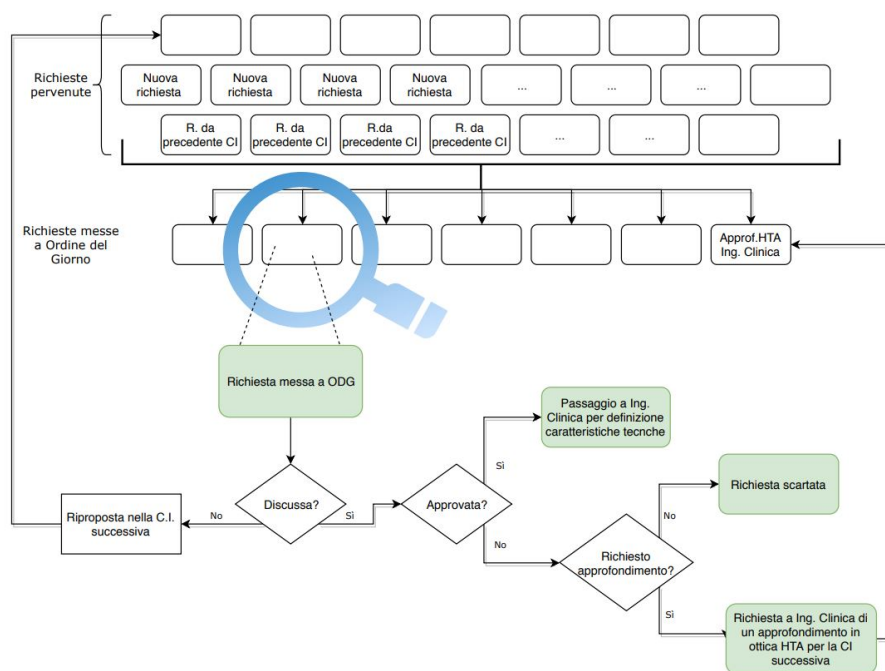 Richieste
pervenute
Nuova
richiesta
Nuova
richiesta
Nuova
richiesta
Nuova
richiesta
...
...
...
R. da
precedente CI
R. da
precedente CI
R.da
precedente CI
R. da
precedente CI
...
...
Richieste messe
a Ordine del
Giorno
Approf.HTA
Ing. Clinica
Richiesta messa a ODG
Passaggio a Ing.
Clinica per definizione
caratteristiche tecnche
Sì
Richiesta scartata
Riproposta nella C.I.
successiva
No
Discussa?
Sì
Approvata?
No
No
Richiesto
approfondimento?
Sì
Richiesta a Ing. Clinica di
un approfondimento in
ottica HTA per la CI
successiva